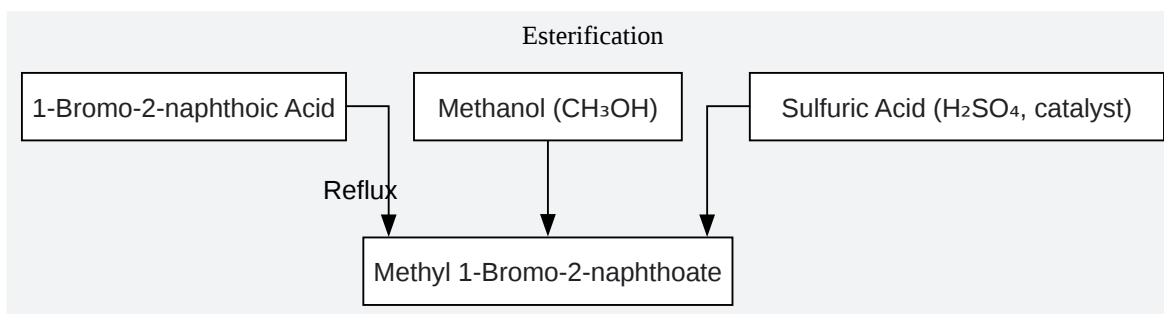 Esterification
1-Bromo-2-naphthoic Acid
Methanol (CH₃OH)
Sulfuric Acid (H₂SO₄, catalyst)
Reflux
Methyl 1-Bromo-2-naphthoate